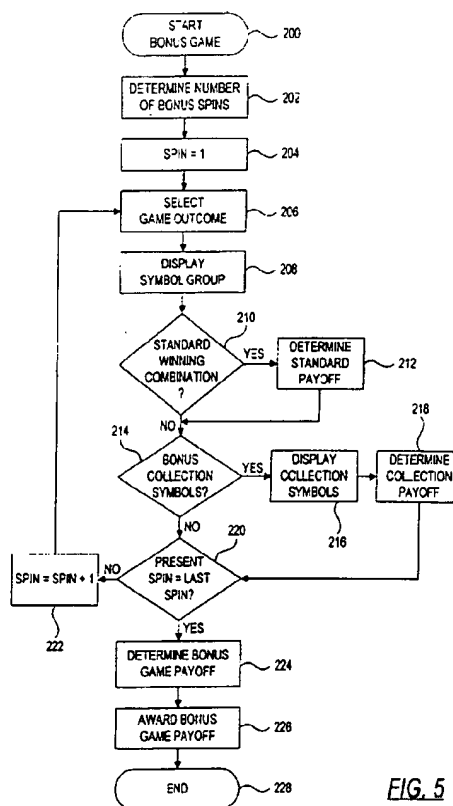 START
BONUS GAME
200
DETERMINE NUMBER
OF BONUS SPINS
202
SPIN = 1
204
SELECT
GAME OUTCOME
206
DISPLAY
SYMBOL GROUP
208
210
STANDARD
WINNING
COMBINATION
?
YES
DETERMINE
STANDARD
PAYOFF
212
NO
214
BONUS
COLLECTION
SYMBOLS?
YES
DISPLAY
COLLECTION
SYMBOLS
216
218
DETERMINE
COLLECTION
PAYOFF
NO
220
PRESENT
SPIN = LAST
SPIN?
NO
SPIN = SPIN + 1
222
YES
DETERMINE BONUS
GAME PAYOFF
224
AWARD BONUS
GAME PAYOFF
226
END
228
FIG. 5